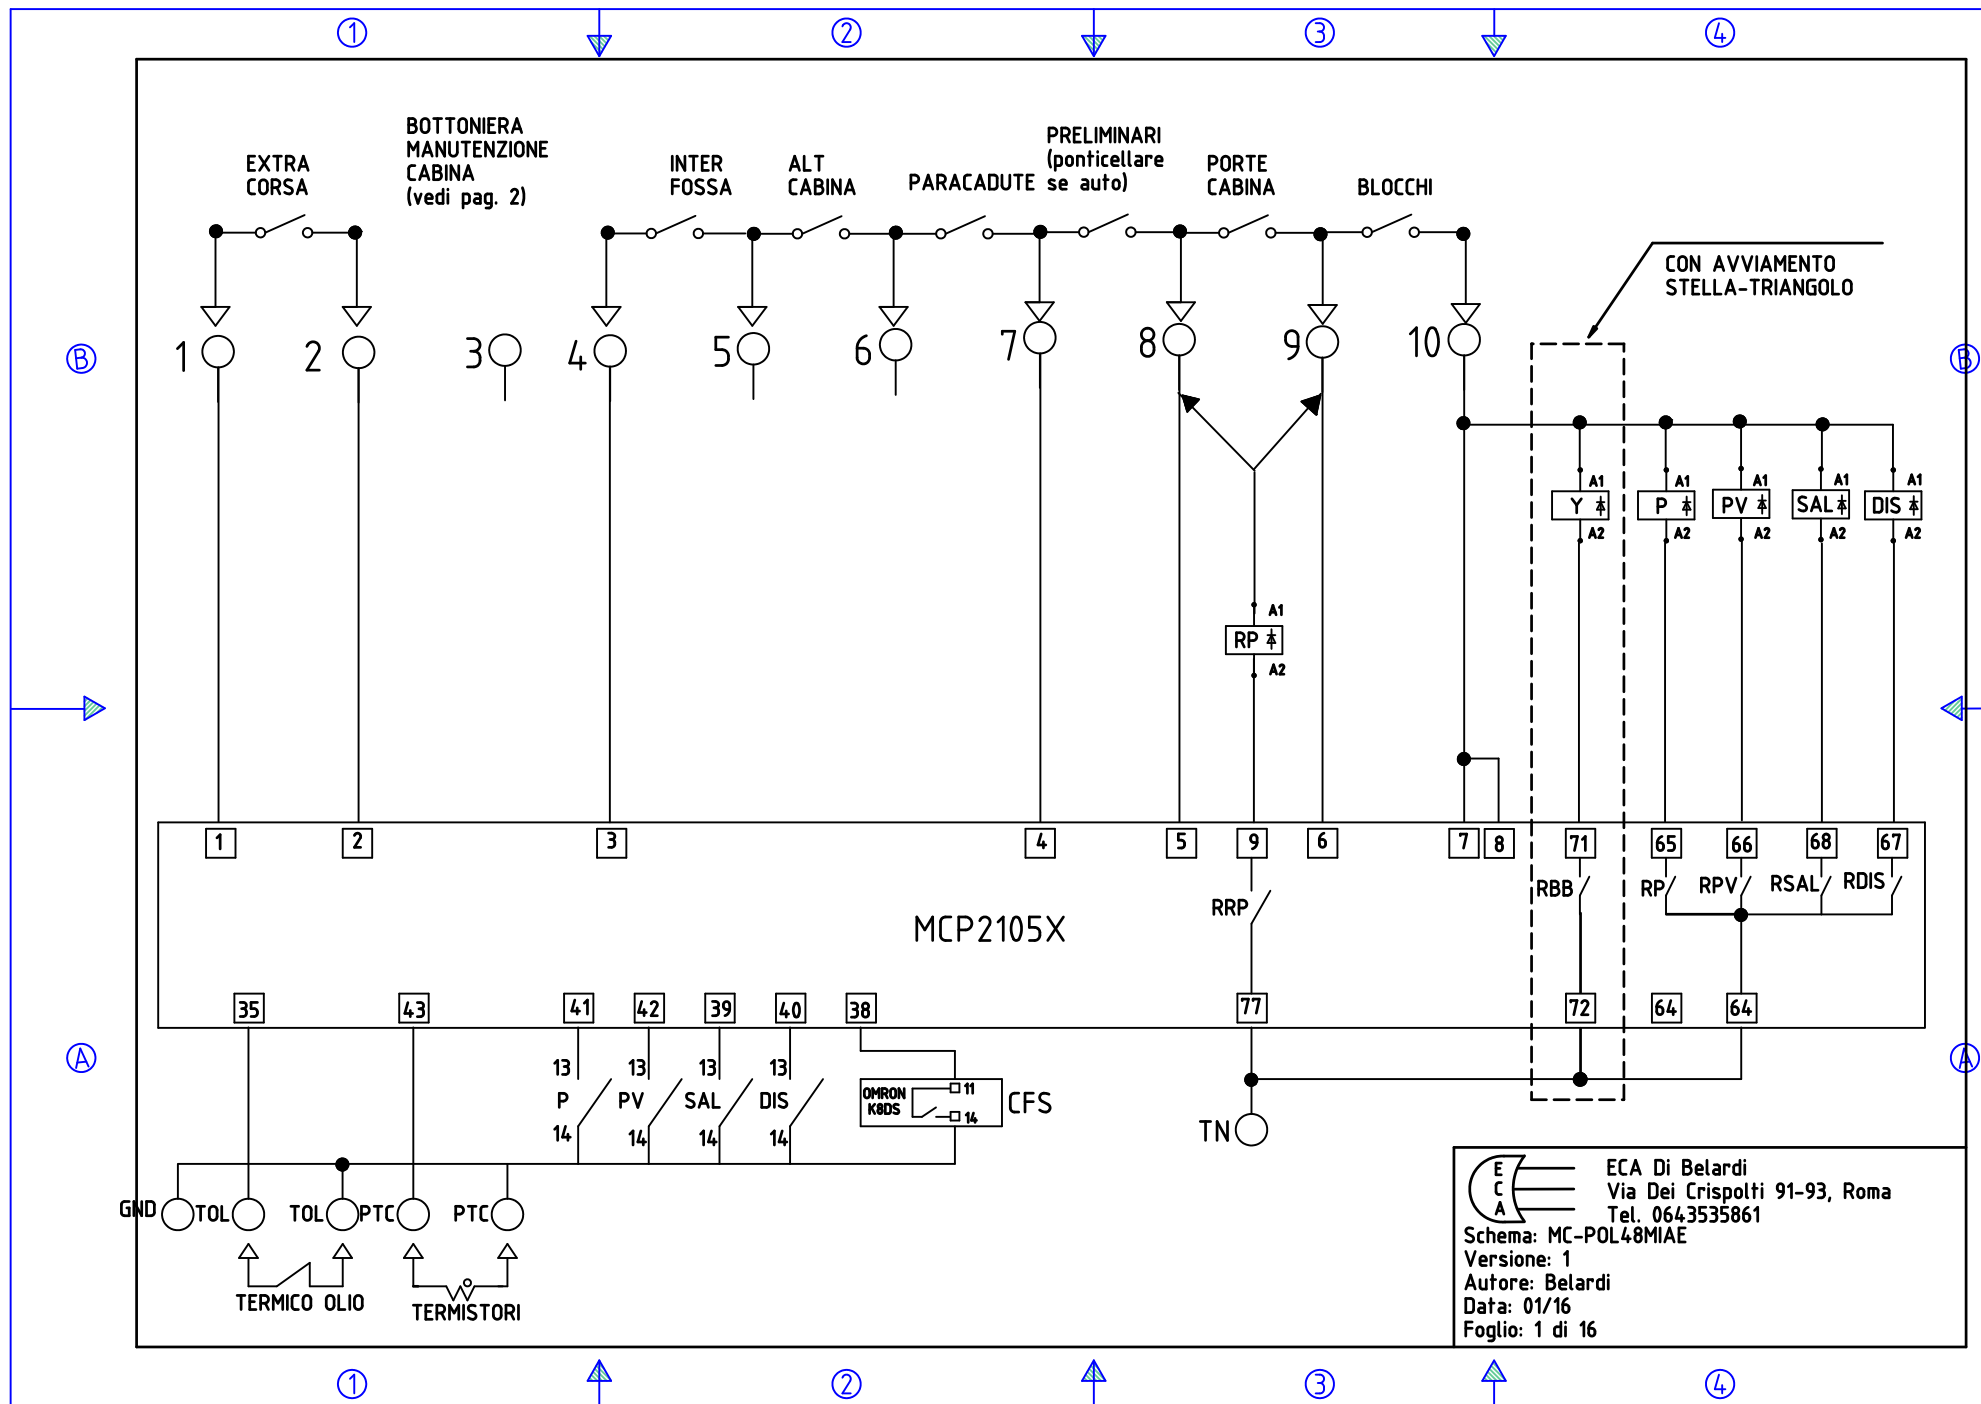 1 2 3 4
EXTRA
CORSA
BOTTONIERA
MANUTENZIONE
CABINA
(vedi pag. 2)
INTER
FOSSA
ALT
CABINA
PARACADUTE
PRELIMINARI
(ponticellare
se auto)
PORTE
CABINA
BLOCCHI
CON AVVIAMENTO
STELLA-TRIANGOLO
B 1 2 3 4 5 6 7 8 9 10 B
A1 A1 A1 A1 A1
Y P PV SAL DIS
A2 A2 A2 A2 A2
A1
RP
A2
1 2 3 4 5 9 6 7 8 71 65 66 68 67
RRP RBB RP RPV RSAL RDIS
MCP2105X
35 43 41 42 39 40 38 77 72 64 64
A 13 13 13 13 A
P PV SAL DIS
14 14 14 14
OMRON
K8DS
11
14
CFS
TN
GND TOL TOL PTC PTC
TERMICO OLIO
TERMISTORI
E
C
A
ECA Di Belardi
Via Dei Crispolti 91-93, Roma
Tel. 0643535861
Schema: MC-POL48MIAE
Versione: 1
Autore: Belardi
Data: 01/16
Foglio: 1 di 16
1 2 3 4